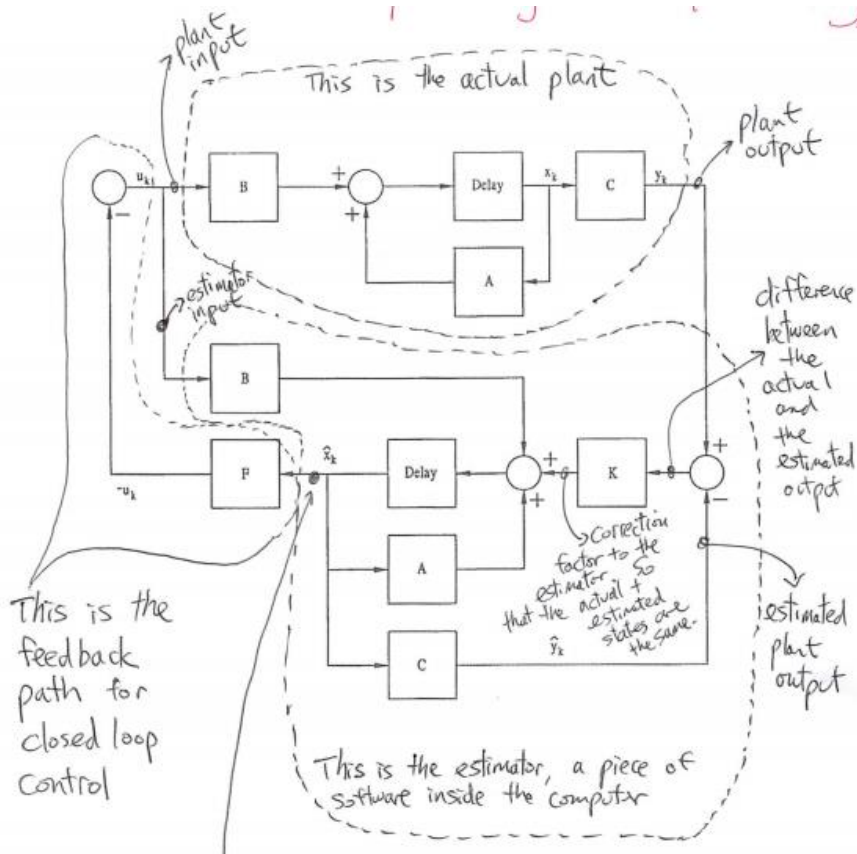 plant
input
This is the actual plant
plant
output
u_k
B
+
+
Delay
x_k
C
y_k
A
−
estimator
input
difference
between
the
actual
and
the
estimated
output
B
F
-u_k
x̂_k
Delay
+
+
K
+
−
A
C
ŷ_k
Correction
factor to the
estimator. So
that the actual +
estimated
states are
the same.
estimated
plant
output
This is the
feedback
path for
closed loop
control
This is the estimator, a piece of
software inside the computer